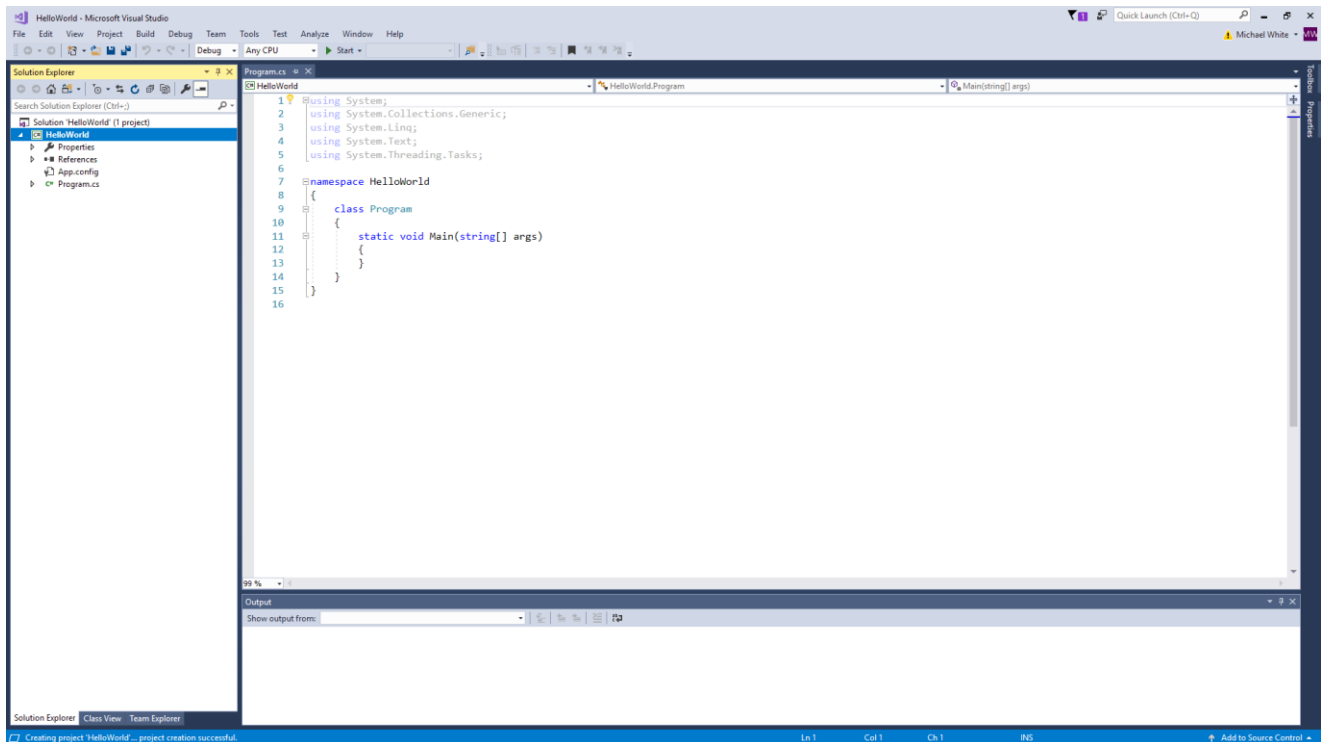 HelloWorld - Microsoft Visual Studio
1
Quick Launch (Ctrl+Q)
File Edit View Project Build Debug Team Tools Test Analyze Window Help
Michael White
MW
Debug Any CPU Start
Solution Explorer
Search Solution Explorer (Ctrl+;)
Solution 'HelloWorld' (1 project)
C# HelloWorld
Properties
References
App.config
C# Program.cs
Program.cs
C# HelloWorld HelloWorld.Program Main(string[] args)
1 using System;
2 using System.Collections.Generic;
3 using System.Linq;
4 using System.Text;
5 using System.Threading.Tasks;
6
7 namespace HelloWorld
8 {
9 class Program
10 {
11 static void Main(string[] args)
12 {
13 }
14 }
15 }
16
99 %
Toolbox
Properties
Output
Show output from:
Solution Explorer Class View Team Explorer
Creating project 'HelloWorld'... project creation successful. Ln 1 Col 1 Ch 1 INS Add to Source Control